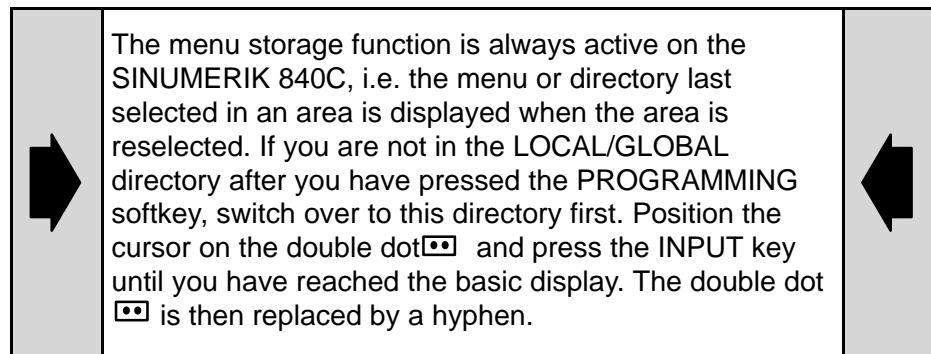 The menu storage function is always active on the
SINUMERIK 840C, i.e. the menu or directory last
selected in an area is displayed when the area is
reselected. If you are not in the LOCAL/GLOBAL
directory after you have pressed the PROGRAMMING
softkey, switch over to this directory first. Position the
cursor on the double dot.. and press the INPUT key
until you have reached the basic display. The double dot
.. is then replaced by a hyphen.